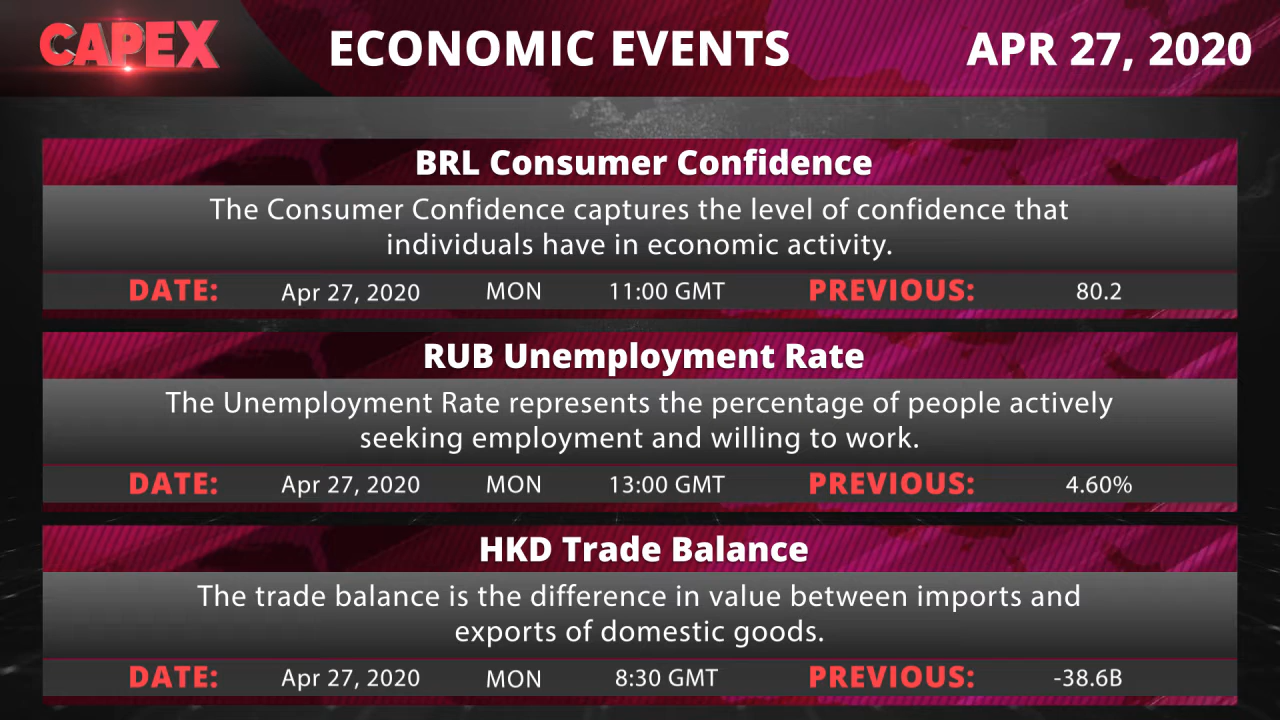 CAPEX
ECONOMIC EVENTS
APR 27, 2020
BRL Consumer Confidence
The Consumer Confidence captures the level of confidence that
individuals have in economic activity.
DATE: Apr 27, 2020 MON 11:00 GMT PREVIOUS: 80.2
RUB Unemployment Rate
The Unemployment Rate represents the percentage of people actively
seeking employment and willing to work.
DATE: Apr 27, 2020 MON 13:00 GMT PREVIOUS: 4.60%
HKD Trade Balance
The trade balance is the difference in value between imports and
exports of domestic goods.
DATE: Apr 27, 2020 MON 8:30 GMT PREVIOUS: -38.6B